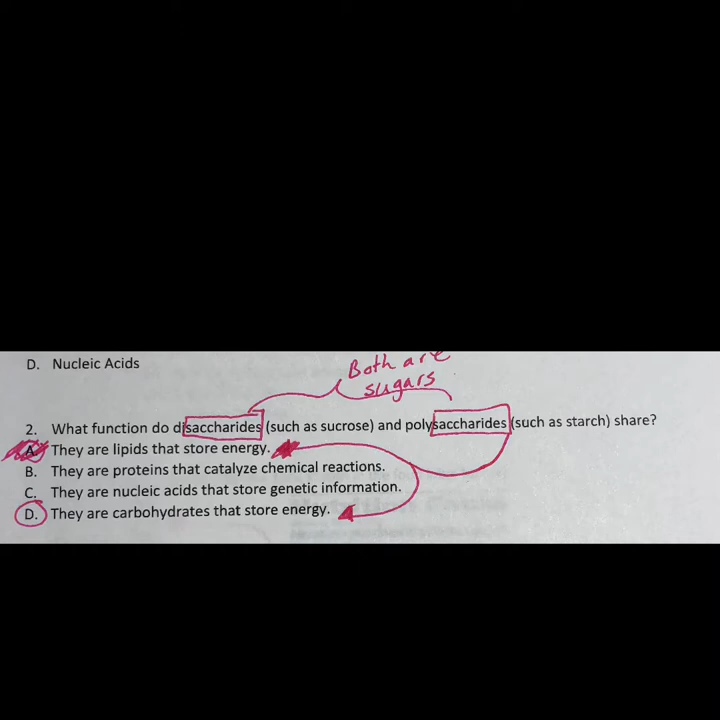 D. Nucleic Acids
Both are
sugars
2. What function do disaccharides (such as sucrose) and polysaccharides (such as starch) share?
A. They are lipids that store energy.
B. They are proteins that catalyze chemical reactions.
C. They are nucleic acids that store genetic information.
D. They are carbohydrates that store energy.